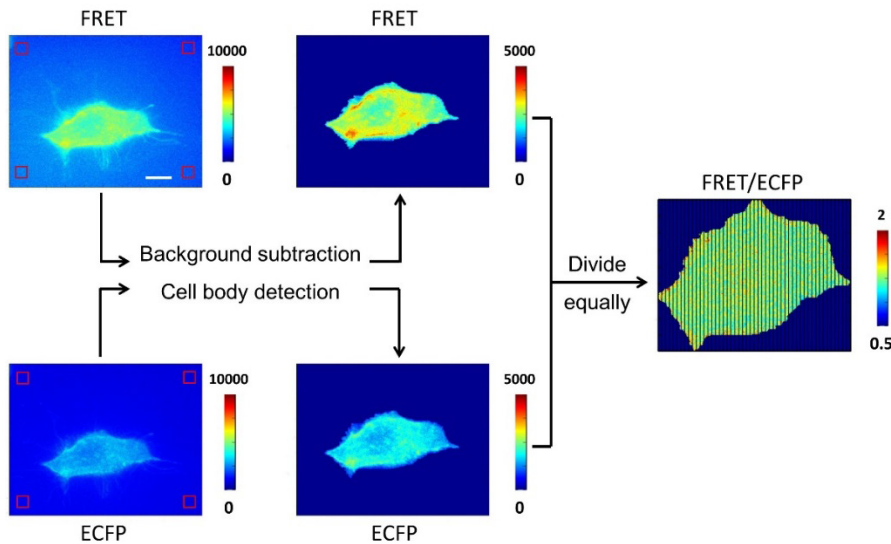 FRET
10000
0
FRET
5000
0
Background subtraction
Cell body detection
FRET/ECFP
2
0.5
Divide
equally
10000
0
ECFP
5000
0
ECFP